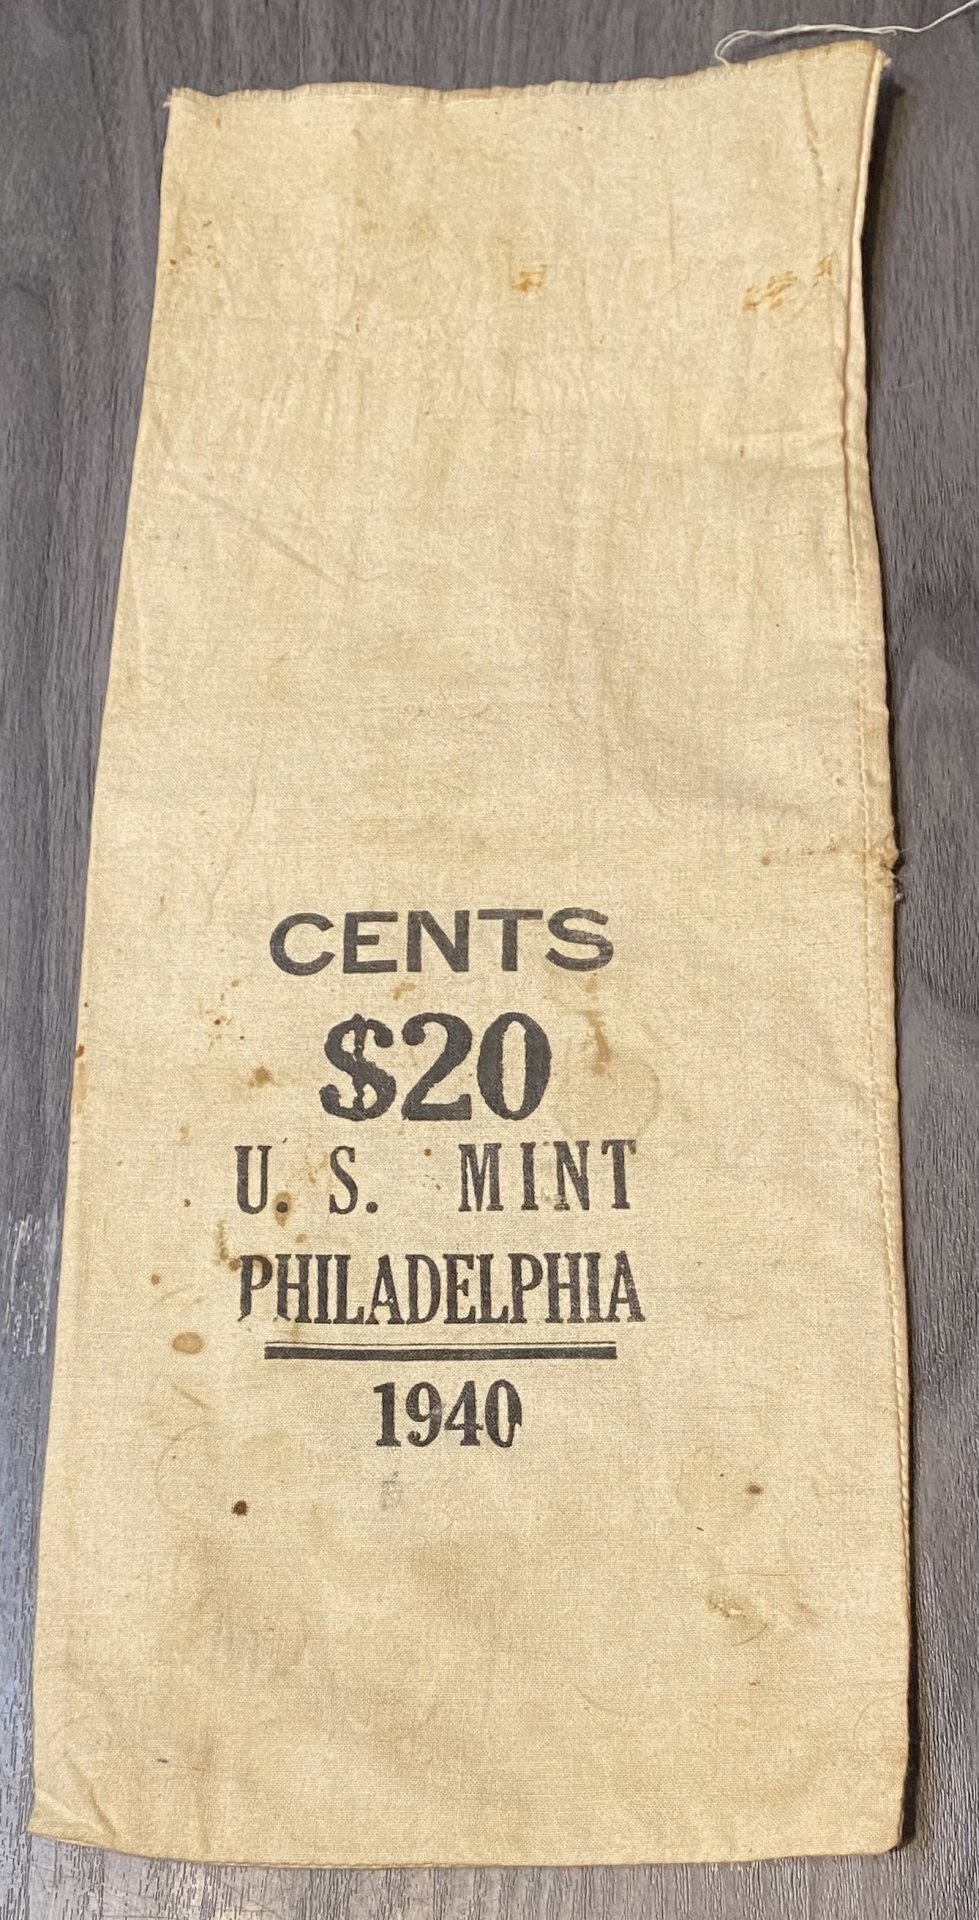 CENTS
$20
U. S. MINT
PHILADELPHIA
1940